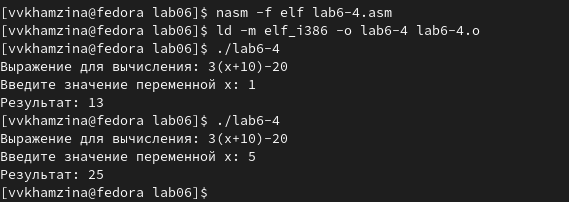 [vvkhamzina@fedora lab06]$ nasm -f elf lab6-4.asm
[vvkhamzina@fedora lab06]$ ld -m elf_i386 -o lab6-4 lab6-4.o
[vvkhamzina@fedora lab06]$ ./lab6-4
Выражение для вычисления: 3(x+10)-20
Введите значение переменной x: 1
Результат: 13
[vvkhamzina@fedora lab06]$ ./lab6-4
Выражение для вычисления: 3(x+10)-20
Введите значение переменной x: 5
Результат: 25
[vvkhamzina@fedora lab06]$